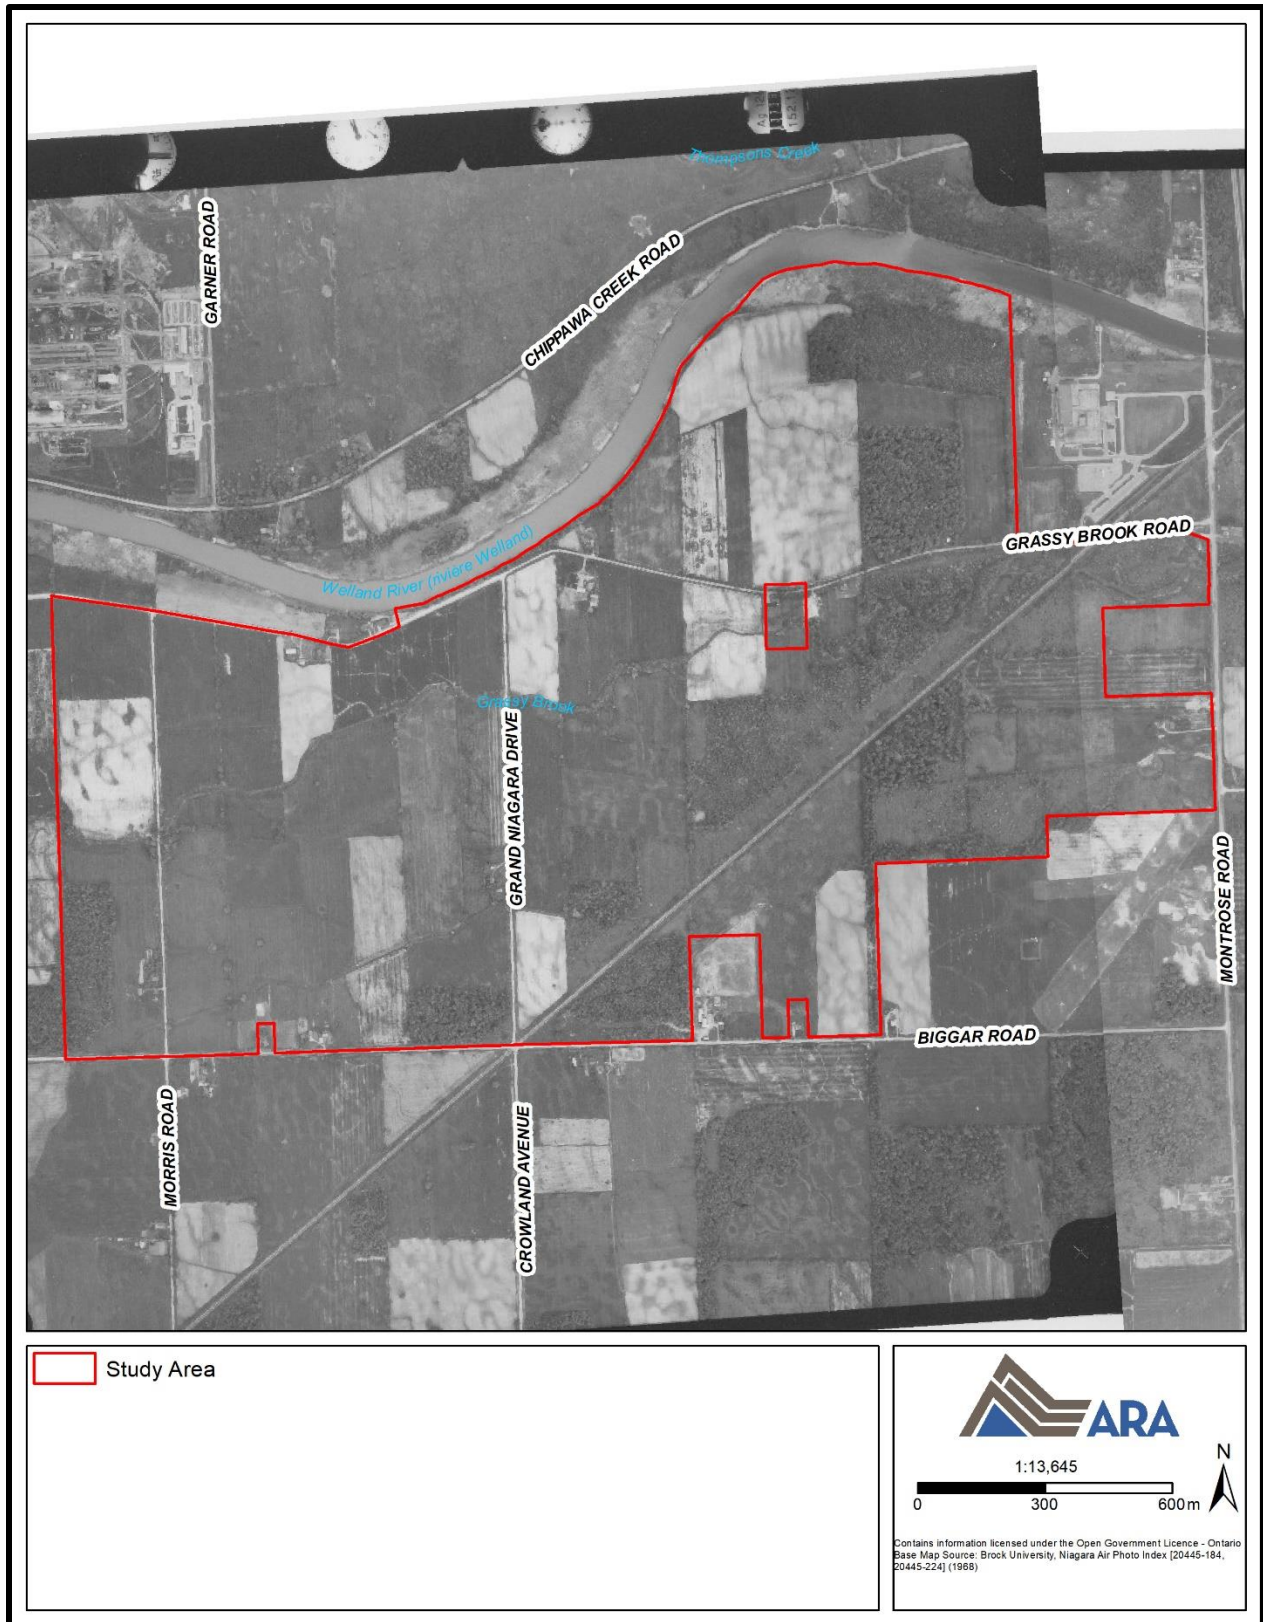 Ag 12
1521
Thompsons Creek
GARNER ROAD
CHIPPAWA CREEK ROAD
GRASSY BROOK ROAD
Welland River (rivière Welland)
Grassy Brook
GRAND NIAGARA DRIVE
MONTROSE ROAD
BIGGAR ROAD
MORRIS ROAD
CROWLAND AVENUE
Study Area
ARA
1:13,645
N
0 300 600 m
Contains information licensed under the Open Government Licence - Ontario
Base Map Source: Brock University, Niagara Air Photo Index [20445-184,
20445-224] (1968)